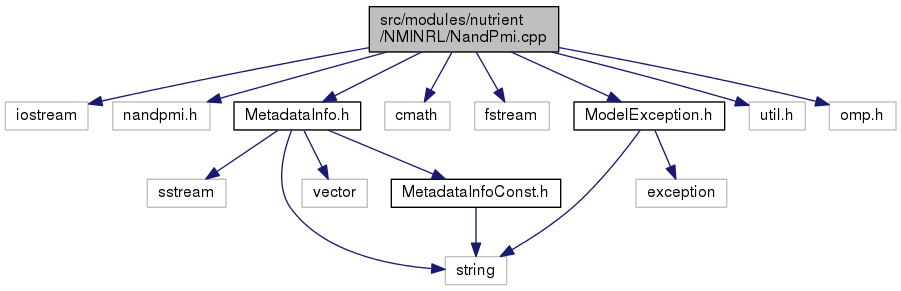 src/modules/nutrient
/NMINRL/NandPmi.cpp
iostream
nandpmi.h
MetadataInfo.h
cmath
fstream
ModelException.h
util.h
omp.h
sstream
vector
MetadataInfoConst.h
exception
string